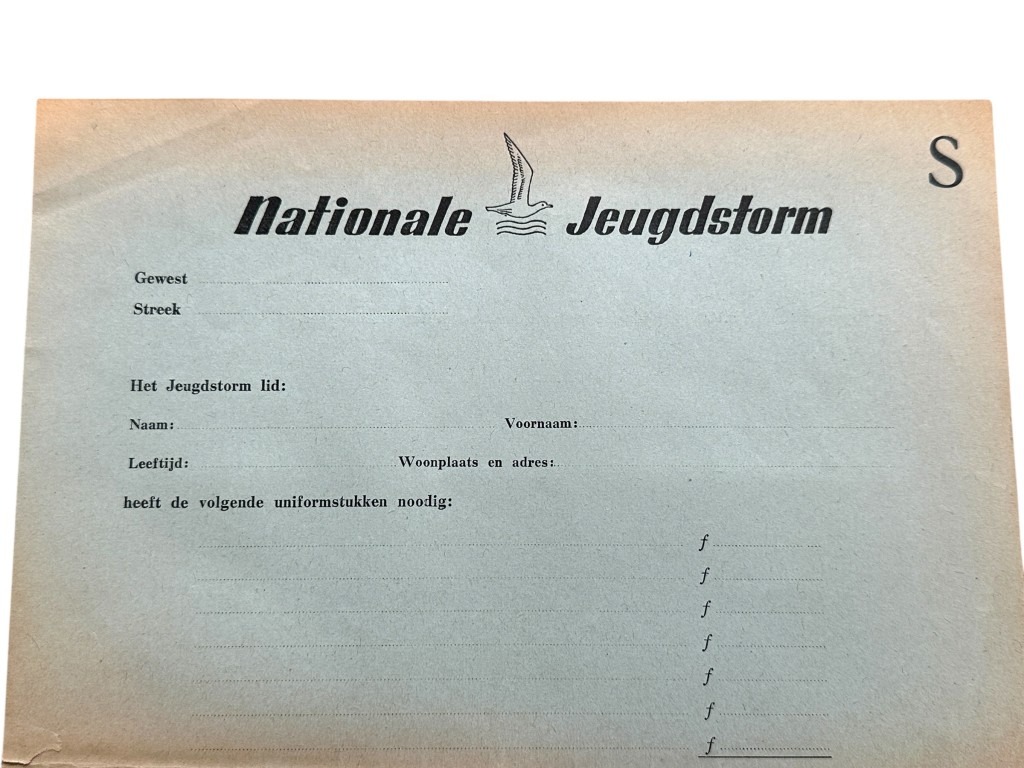 S
Nationale Jeugdstorm
Gewest
Streek
Het Jeugdstorm lid:
Naam: Voornaam:
Leeftijd: Woonplaats en adres:
heeft de volgende uniformstukken noodig:
f
f
f
f
f
f
f